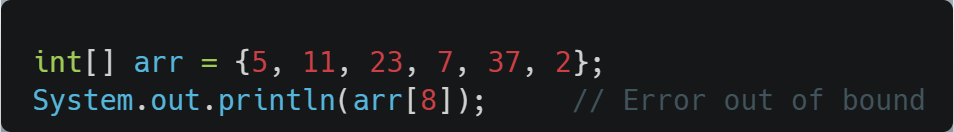 int[] arr = {5, 11, 23, 7, 37, 2};
System.out.println(arr[8]);     // Error out of bound